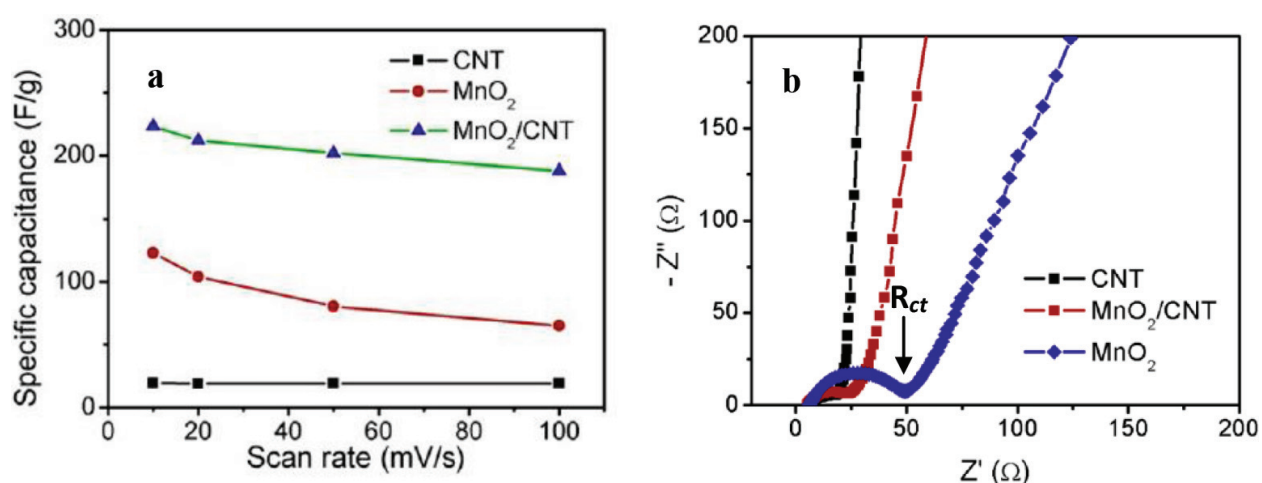 a
300
200
100
0
Specific capacitance (F/g)
CNT
MnO₂
MnO₂/CNT
0 20 40 60 80 100
Scan rate (mV/s)
b
200
150
100
50
0
- Z" (Ω)
R_ct
CNT
MnO₂/CNT
MnO₂
0 50 100 150 200
Z' (Ω)